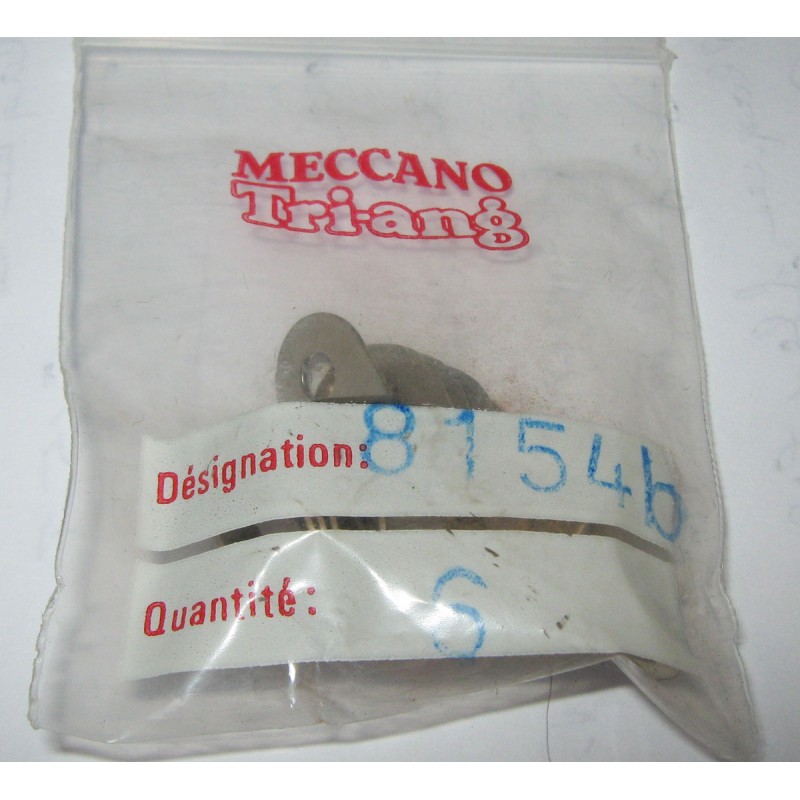 MECCANO
Tri-ang
Désignation: 8154b
Quantité: 6